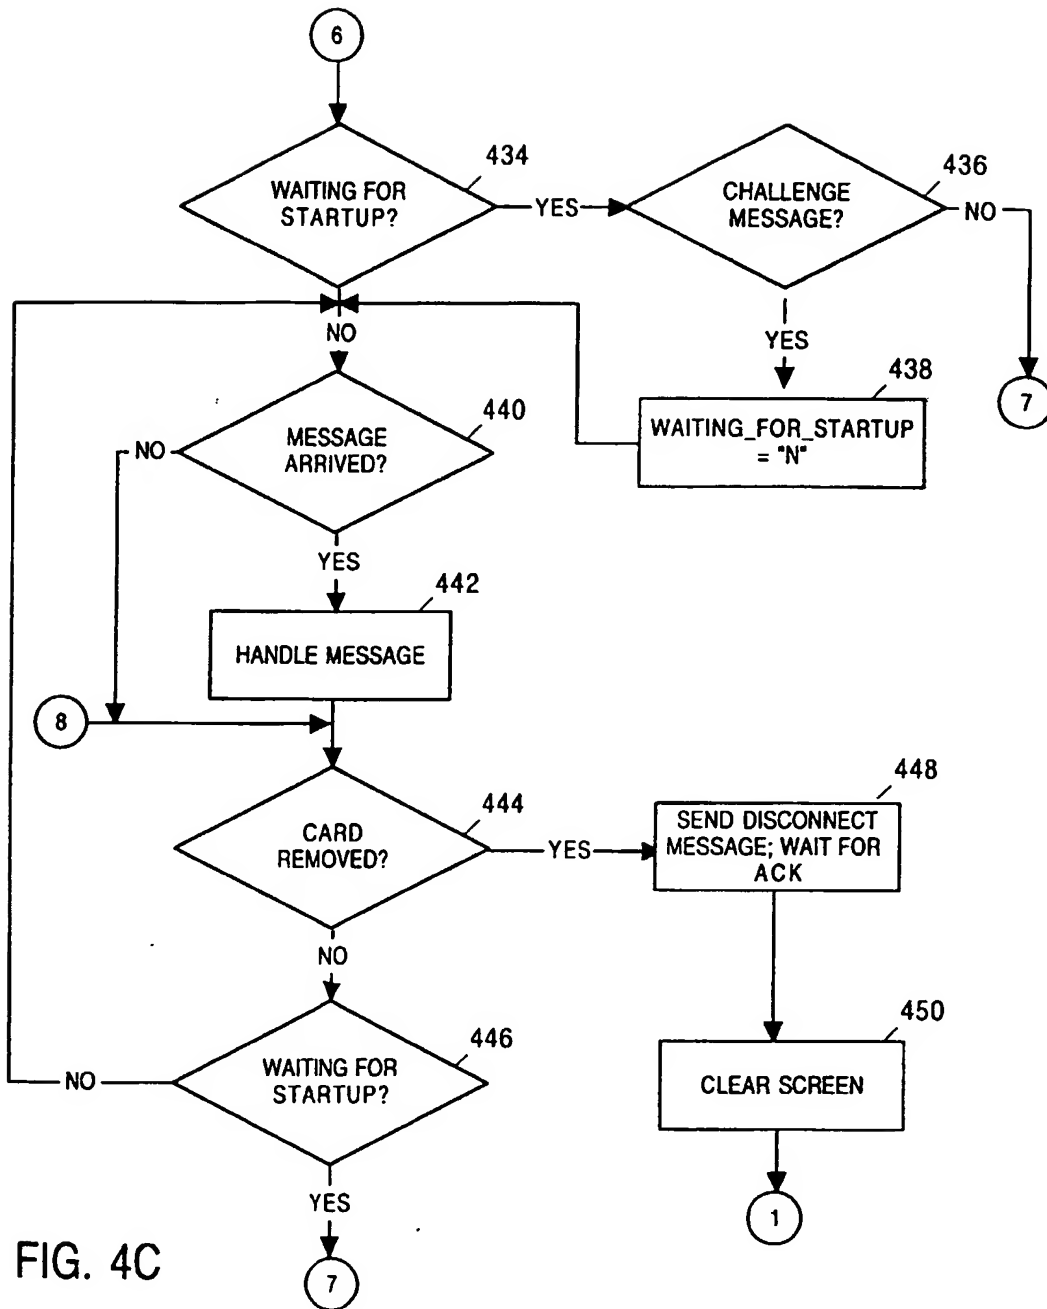 6
WAITING FOR
STARTUP?
434
YES
CHALLENGE
MESSAGE?
436
NO
7
NO
YES
438
WAITING_FOR_STARTUP
= "N"
MESSAGE
ARRIVED?
440
NO
YES
442
HANDLE MESSAGE
8
CARD
REMOVED?
444
YES
448
SEND DISCONNECT
MESSAGE; WAIT FOR
ACK
NO
446
WAITING FOR
STARTUP?
NO
450
CLEAR SCREEN
YES
1
7
FIG. 4C